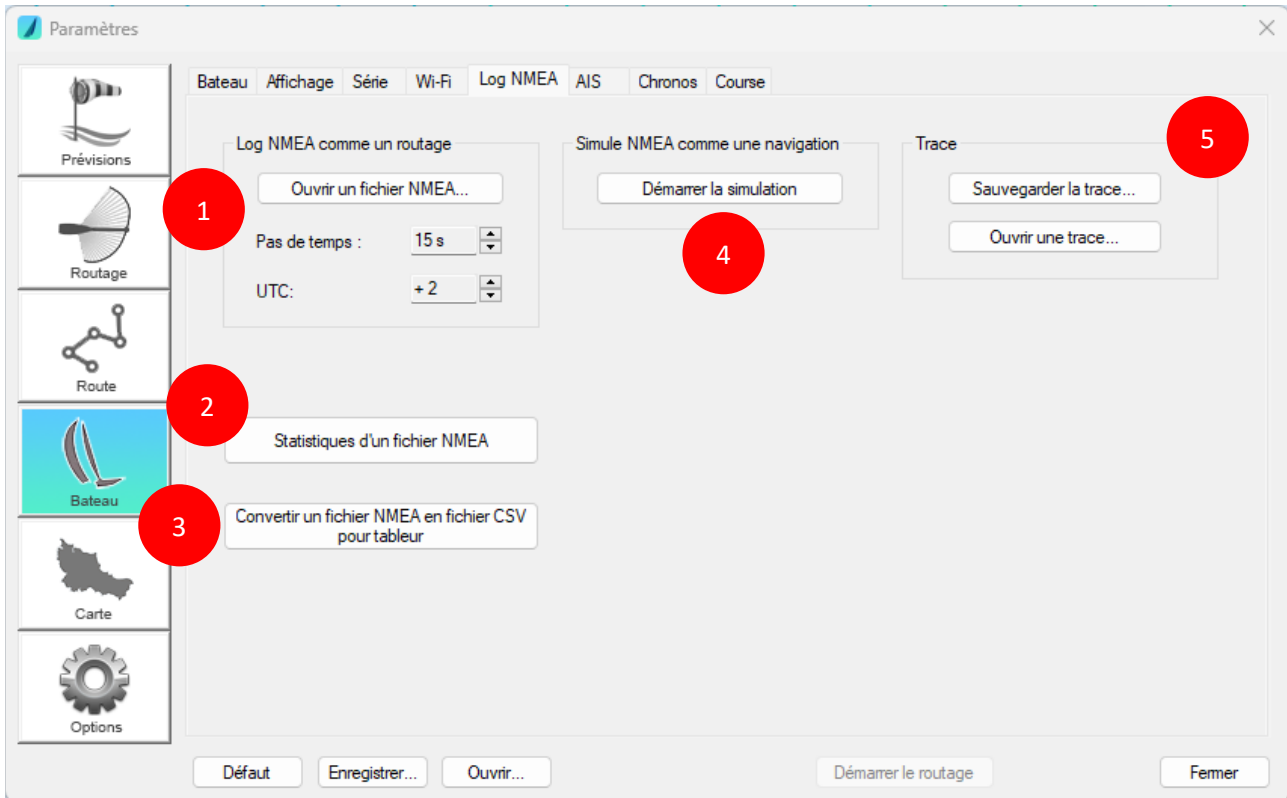 Paramètres
Prévisions
Routage
Route
Bateau
Carte
Options
Bateau Affichage Série Wi-Fi Log NMEA AIS Chronos Course
Log NMEA comme un routage
1
Ouvrir un fichier NMEA...
Pas de temps : 15 s
UTC: + 2
2
Statistiques d'un fichier NMEA
3
Convertir un fichier NMEA en fichier CSV
pour tableur
Simule NMEA comme une navigation
Démarrer la simulation
4
Trace
5
Sauvegarder la trace...
Ouvrir une trace...
Défaut Enregistrer... Ouvrir... Démarrer le routage Fermer